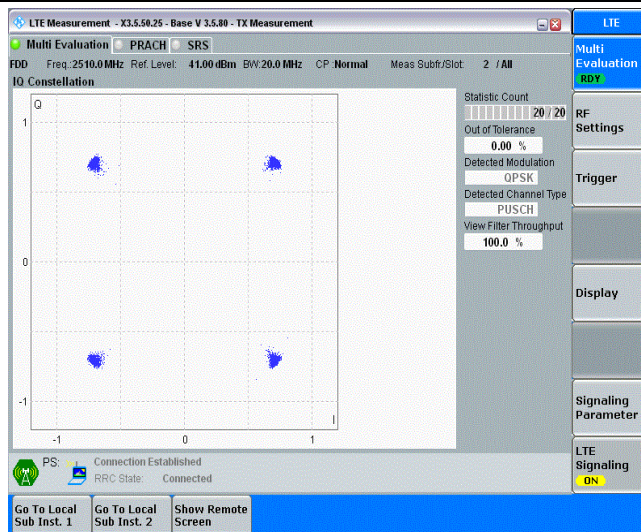 LTE Measurement - X3.5.50.25 - Base V 3.5.80 - TX Measurement
LTE
Multi Evaluation PRACH SRS
FDD Freq.:2510.0 MHz Ref. Level: 41.00 dBm BW:20.0 MHz CP :Normal Meas Subfr./Slot: 2 / All
IQ Constellation
Q
1
0
-1
I
-1 0 1
Statistic Count
20 / 20
Out of Tolerance
0.00 %
Detected Modulation
QPSK
Detected Channel Type
PUSCH
View Filter Throughput
100.0 %
Multi
Evaluation
RDY
RF
Settings
Trigger
Display
Signaling
Parameter
LTE
Signaling
ON
PS: Connection Established
RRC State: Connected
Go To Local
Sub Inst. 1
Go To Local
Sub Inst. 2
Show Remote
Screen